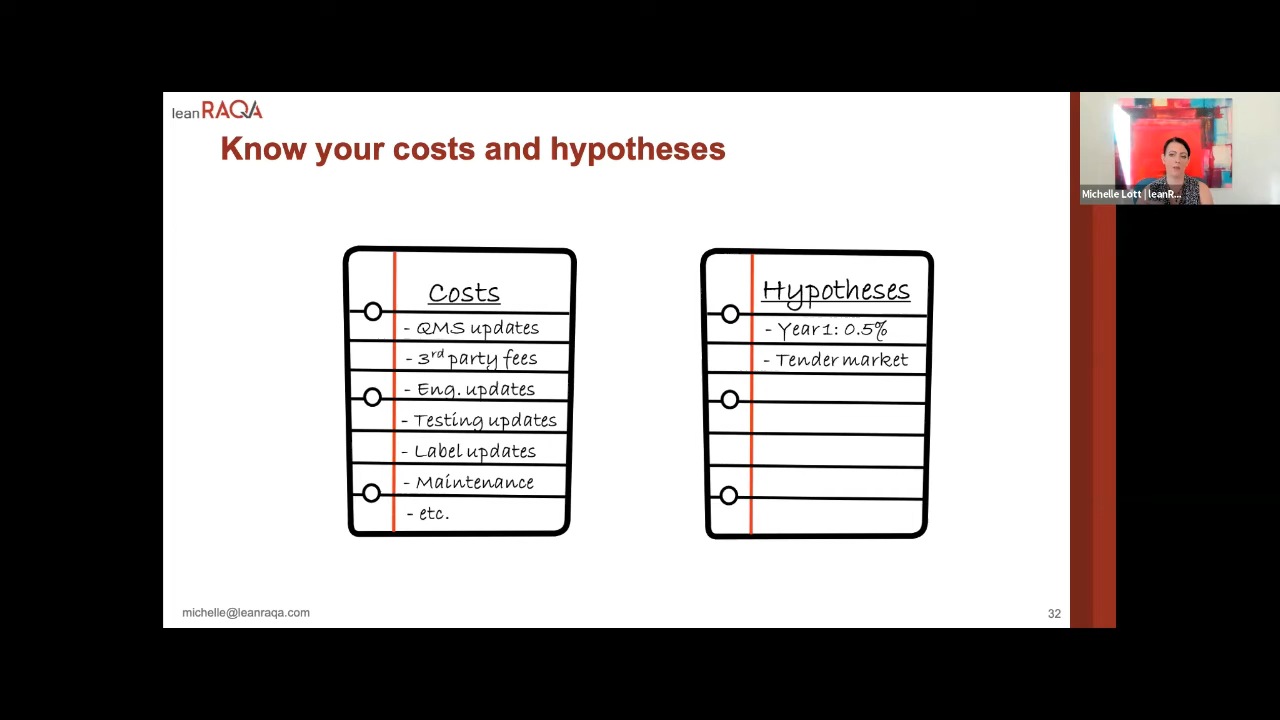 leanRAQA
Know your costs and hypotheses
Costs
- QMS updates
- 3rd party fees
- Eng. updates
- Testing updates
- Label updates
- Maintenance
- etc.
Hypotheses
- Year 1: 0.5%
- Tender market
michelle@leanraqa.com
32
Michelle Lott | leanR...